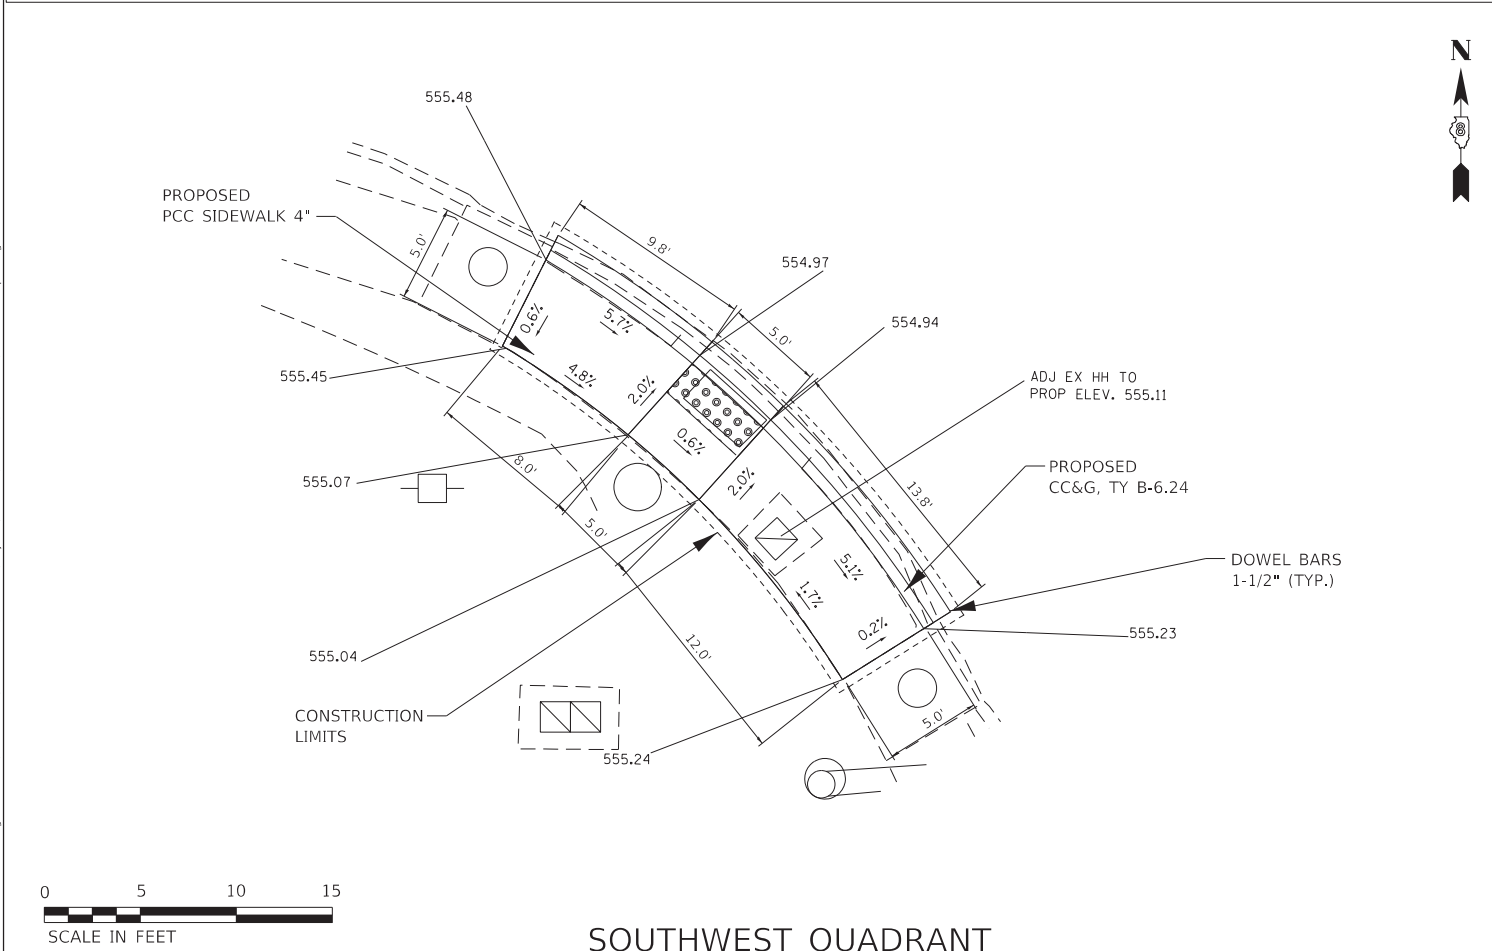 N
8
555.48
PROPOSED
PCC SIDEWALK 4"
5.0'
9.8'
554.97
5.0'
554.94
0.6%
5.7%
555.45
4.8%
2.0%
ADJ EX HH TO
PROP ELEV. 555.11
0.6%
8.0'
555.07
2.0%
PROPOSED
CC&G, TY B-6.24
13.8'
5.0'
5.1%
DOWEL BARS
1-1/2" (TYP.)
1.7%
0.2%
555.23
12.0'
555.04
CONSTRUCTION
LIMITS
555.24
5.0'
0 5 10 15
SCALE IN FEET
SOUTHWEST QUADRANT